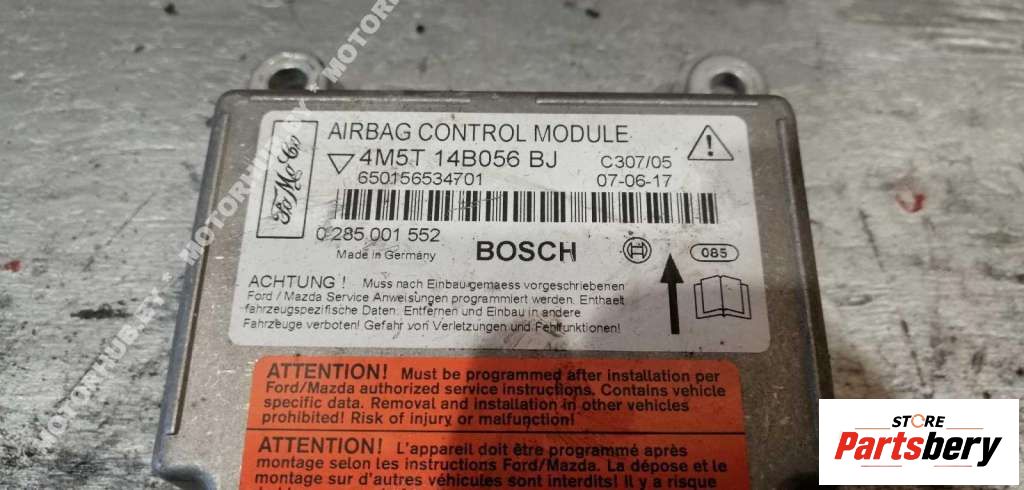 FoMoCo
AIRBAG CONTROL MODULE
4M5T 14B056 BJ
C307/05
650156534701
07-06-17
0 285 001 552
Made in Germany
BOSCH
085
ACHTUNG ! Muss nach Einbau gemaess vorgeschriebenen
Ford / Mazda Service Anweisungen programmiert werden. Enthaelt
fahrzeugspezifische Daten. Entfernen und Einbau in andere
Fahrzeuge verboten! Gefahr von Verletzungen und Fehlfunktionen!
ATTENTION! Must be programmed after installation per
Ford/Mazda authorized service instructions. Contains vehicle
specific data. Removal and installation in other vehicles
prohibited! Risk of injury or malfunction!
ATTENTION! L'appareil doit être programmé après
montage selon les instructions Ford/Mazda. La dépose et le
montage sur d'autres véhicules sont interdits! il y a risque
STORE
Partsbery